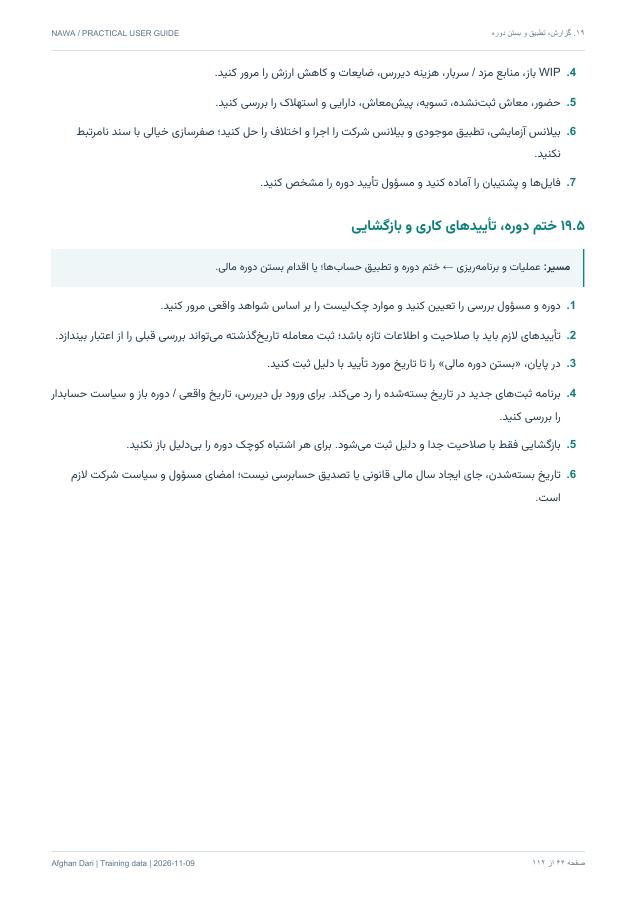 NAWA / PRACTICAL USER GUIDE
۱۹. گزارش، تطبیق و بستن دوره
4. WIP باز، منابع مزد / سربار، هزینه دیررس، ضایعات و کاهش ارزش را مرور کنید.
5. حضور، معاش ثبت‌نشده، تسویه، پیش‌معاش، دارایی و استهلاک را بررسی کنید.
6. بیلانس آزمایشی، تطبیق موجودی و بیلانس شرکت را اجرا و اختلاف را حل کنید؛ صفرسازی خیالی با سند نامرتبط
نکنید.
7. فایل‌ها و پشتیبان را آماده کنید و مسؤول تأیید دوره را مشخص کنید.
۱۹.۵ ختم دوره، تأییدهای کاری و بازگشایی
مسیر: عملیات و برنامه‌ریزی ← ختم دوره و تطبیق حساب‌ها؛ یا اقدام بستن دوره مالی.
1. دوره و مسؤول بررسی را تعیین کنید و موارد چک‌لیست را بر اساس شواهد واقعی مرور کنید.
2. تأییدهای لازم باید با صلاحیت و اطلاعات تازه باشد؛ ثبت معامله تاریخ‌گذشته می‌تواند بررسی قبلی را از اعتبار بیندازد.
3. در پایان، «بستن دوره مالی» را تا تاریخ مورد تأیید با دلیل ثبت کنید.
4. برنامه ثبت‌های جدید در تاریخ بسته‌شده را رد می‌کند. برای ورود بل دیررس، تاریخ واقعی / دوره باز و سیاست حسابدار
را بررسی کنید.
5. بازگشایی فقط با صلاحیت جدا و دلیل ثبت می‌شود. برای هر اشتباه کوچک دوره را بی‌دلیل باز نکنید.
6. تاریخ بسته‌شدن، جای ایجاد سال مالی قانونی یا تصدیق حسابرسی نیست؛ امضای مسؤول و سیاست شرکت لازم
است.
Afghan Dari | Training data | 2026-11-09
صفحه ۶۴ از ۱۱۲